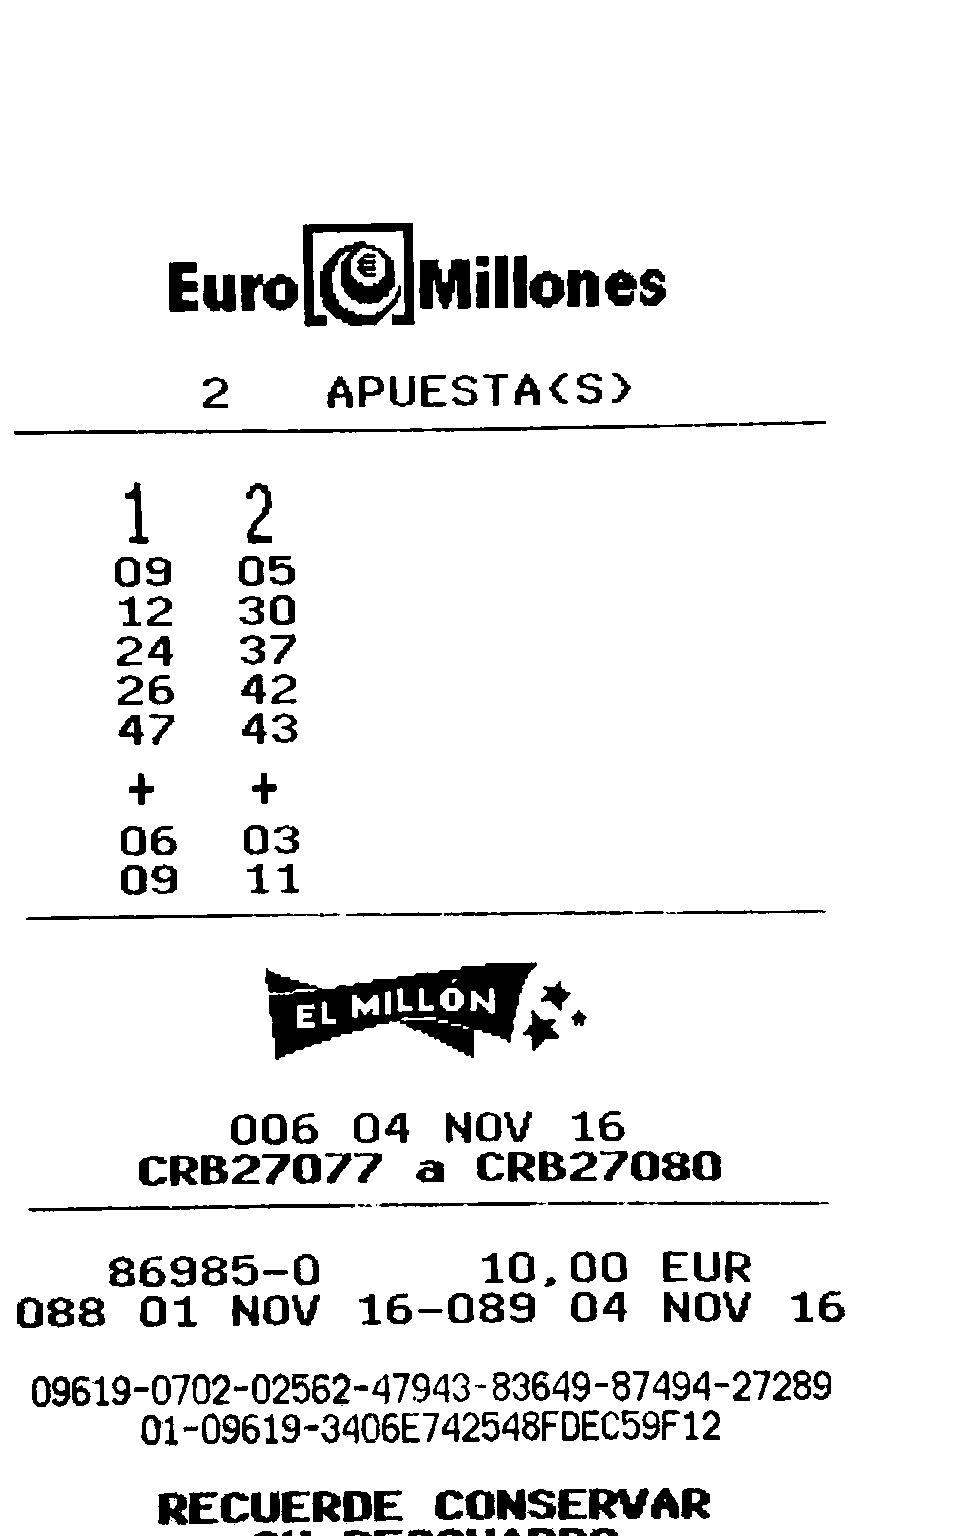 Euro Millones
2 APUESTA(S)
1 2
09 05
12 30
24 37
26 42
47 43
+ +
06 03
09 11
EL MILLÓN
006 04 NOV 16
CRB27077 a CRB27080
86985-0 10,00 EUR
088 01 NOV 16-089 04 NOV 16
09619-0702-02562-47943-83649-87494-27289
01-09619-3406E742548FDEC59F12
RECUERDE CONSERVAR
SU RESGUARDO